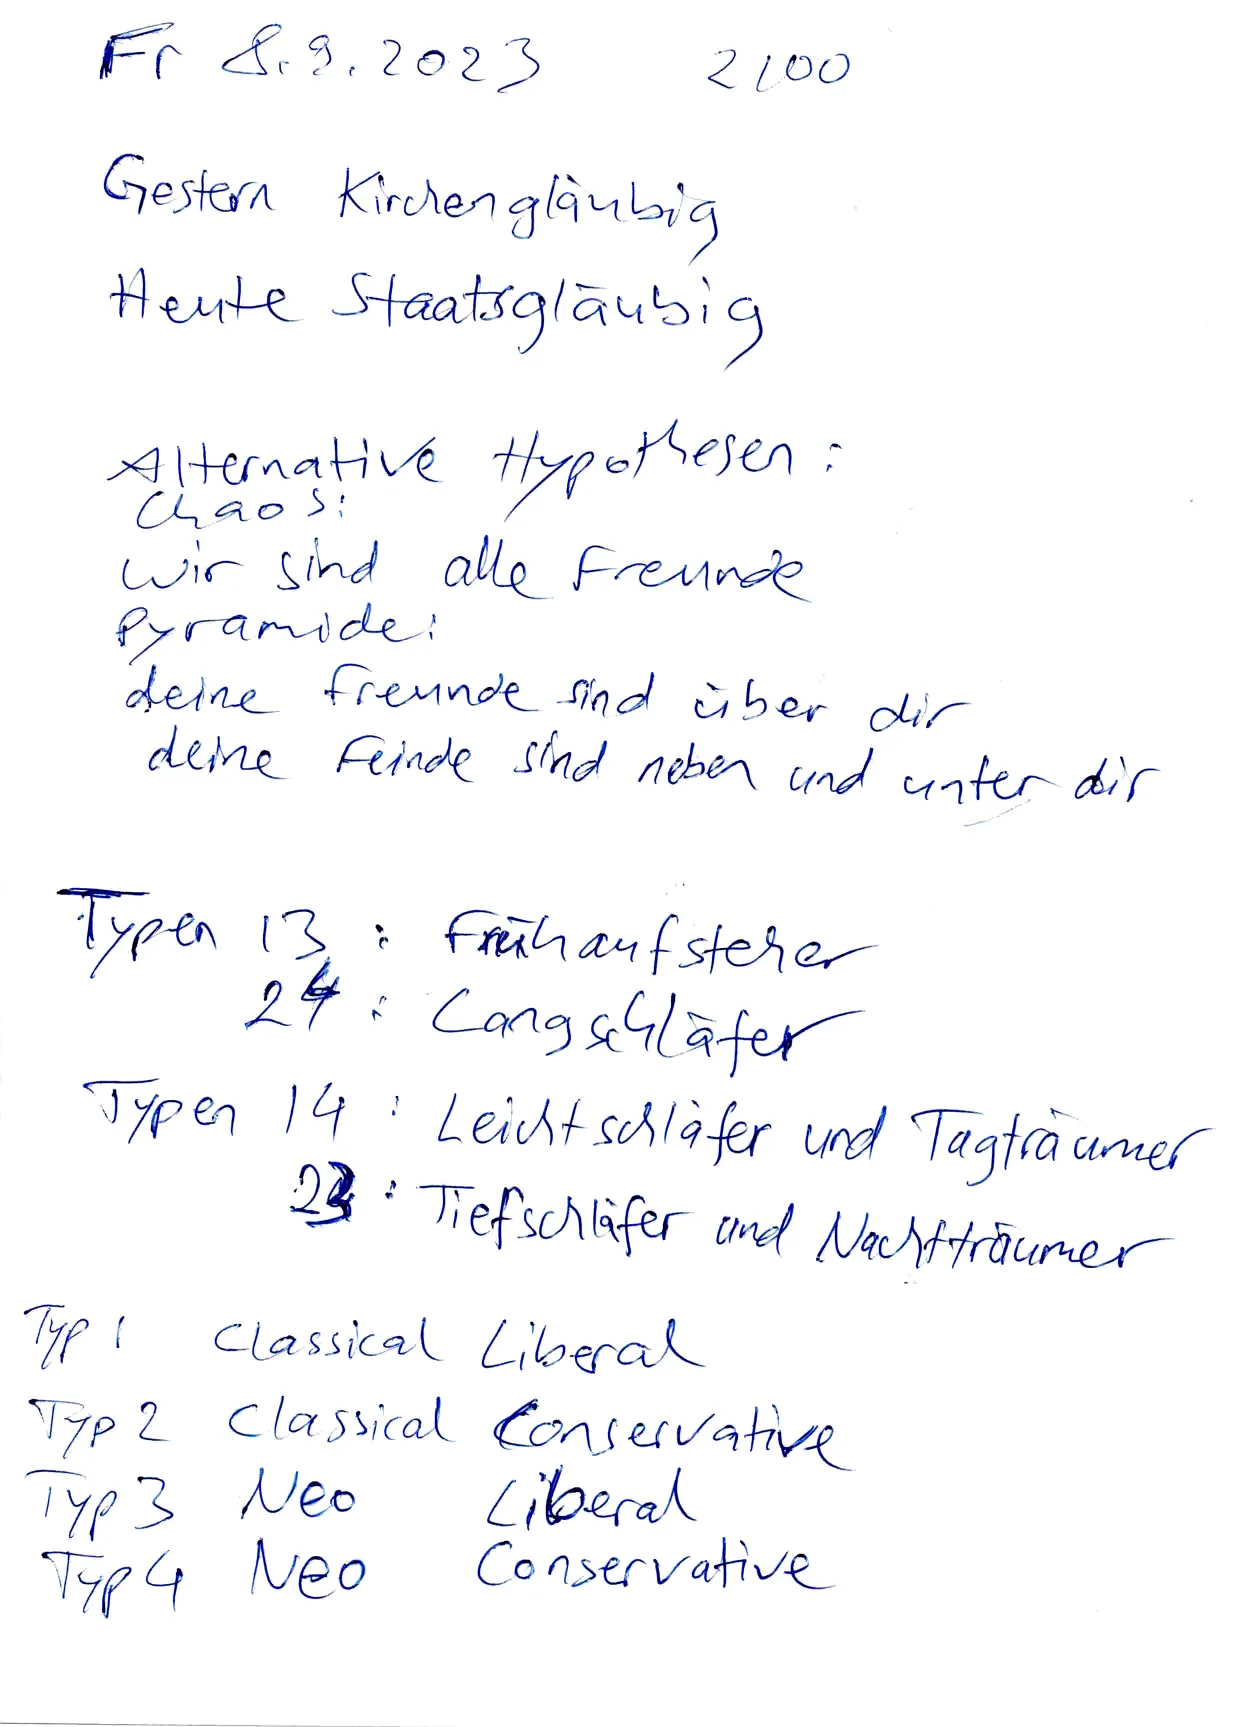 Fr 8.9.2023 2100
Gestern Kirchengläubig
Heute Staatsgläubig
Alternative Hypothesen:
Chaos:
wir sind alle Freunde
Pyramide:
deine Freunde sind über dir
deine Feinde sind neben und unter dir
Typen 13 : Frühaufsteher
24 : Langschläfer
Typen 14 : Leichtschläfer und Tagträumer
23 : Tiefschläfer und Nachtträumer
Typ 1 Classical Liberal
Typ 2 Classical Conservative
Typ 3 Neo Liberal
Typ 4 Neo Conservative